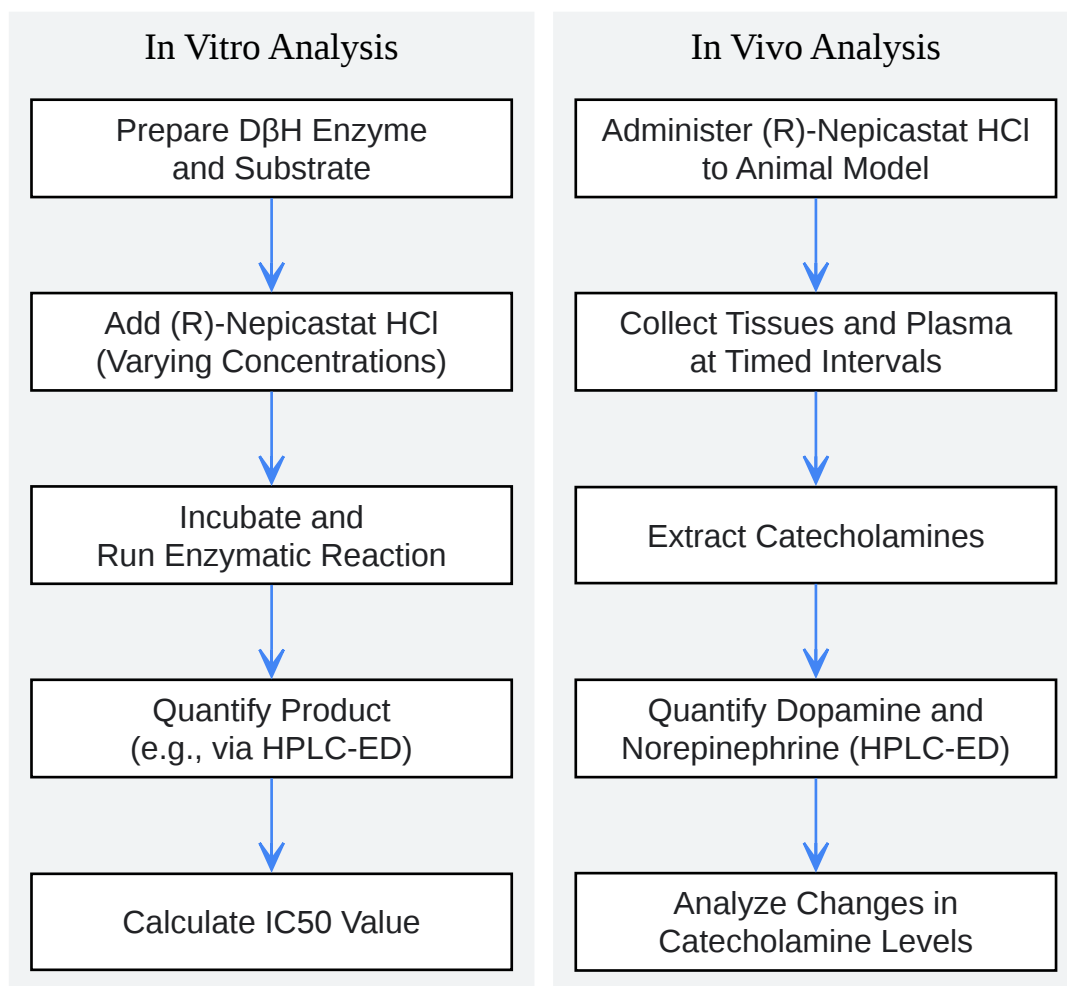 In Vitro Analysis
Prepare DβH Enzyme
and Substrate
Add (R)-Nepicastat HCl
(Varying Concentrations)
Incubate and
Run Enzymatic Reaction
Quantify Product
(e.g., via HPLC-ED)
Calculate IC50 Value
In Vivo Analysis
Administer (R)-Nepicastat HCl
to Animal Model
Collect Tissues and Plasma
at Timed Intervals
Extract Catecholamines
Quantify Dopamine and
Norepinephrine (HPLC-ED)
Analyze Changes in
Catecholamine Levels